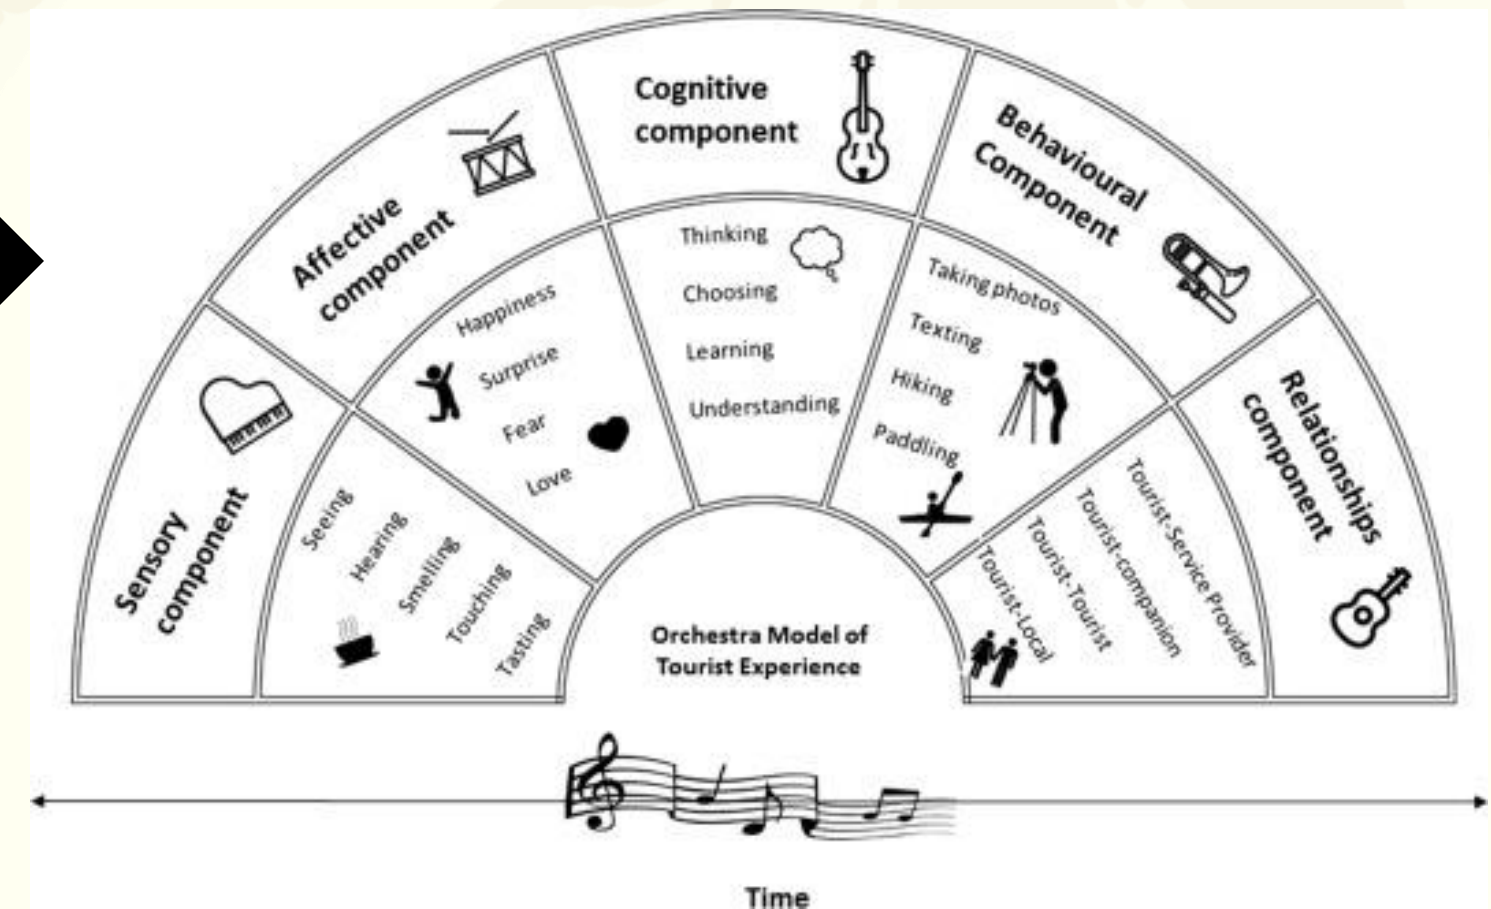 Sensory
component
Seeing
Hearing
Smelling
Touching
Tasting
Affective
component
Happiness
Surprise
Fear
Love
Cognitive
component
Thinking
Choosing
Learning
Understanding
Behavioural
Component
Taking photos
Texting
Hiking
Paddling
Relationships
component
Tourist-Service Provider
Tourist-companion
Tourist-Tourist
Tourist-Local
Orchestra Model of
Tourist Experience
Time